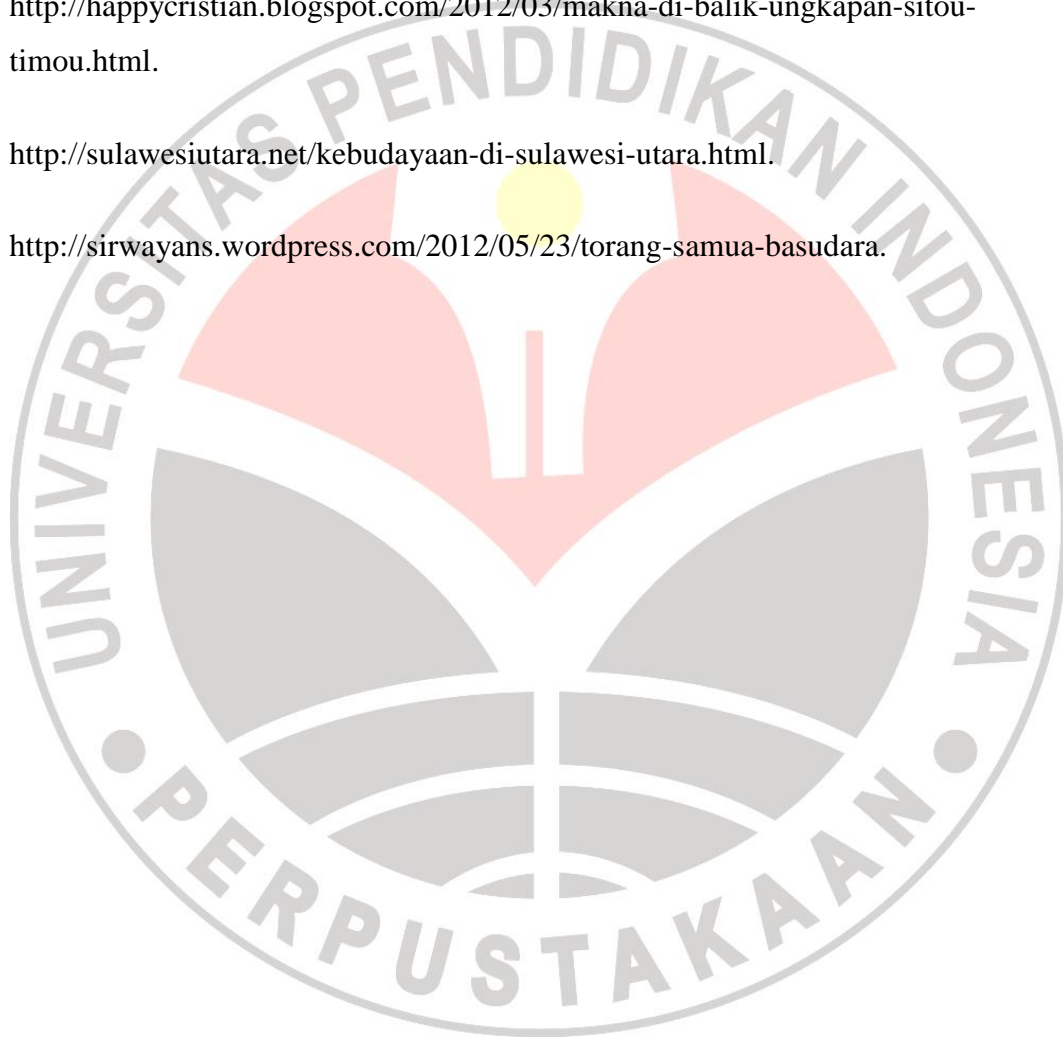 http://happycristian.blogspot.com/2012/03/makna-di-balik-ungkapan-sitou-
timou.html.
http://sulawesiutara.net/kebudayaan-di-sulawesi-utara.html.
http://sirwayans.wordpress.com/2012/05/23/torang-samua-basudara.
UNIVERSITAS PENDIDIKAN INDONESIA
PERPUSTAKAAN